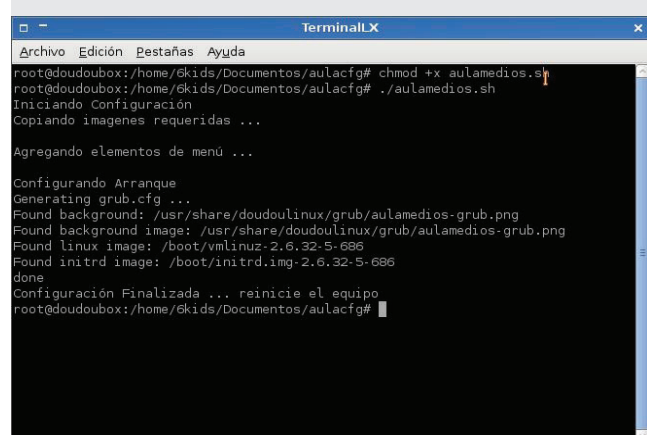 TerminalLX
Archivo Edición Pestañas Ayuda
root@doudoubox:/home/6kids/Documentos/aulacfg# chmod +x aulamedios.sh
root@doudoubox:/home/6kids/Documentos/aulacfg# ./aulamedios.sh
Iniciando Configuración
Copiando imagenes requeridas ...
Agregando elementos de menú ...
Configurando Arranque
Generating grub.cfg ...
Found background: /usr/share/doudoulinux/grub/aulamedios-grub.png
Found background image: /usr/share/doudoulinux/grub/aulamedios-grub.png
Found linux image: /boot/vmlinuz-2.6.32-5-686
Found initrd image: /boot/initrd.img-2.6.32-5-686
done
Configuración Finalizada ... reinicie el equipo
root@doudoubox:/home/6kids/Documentos/aulacfg#